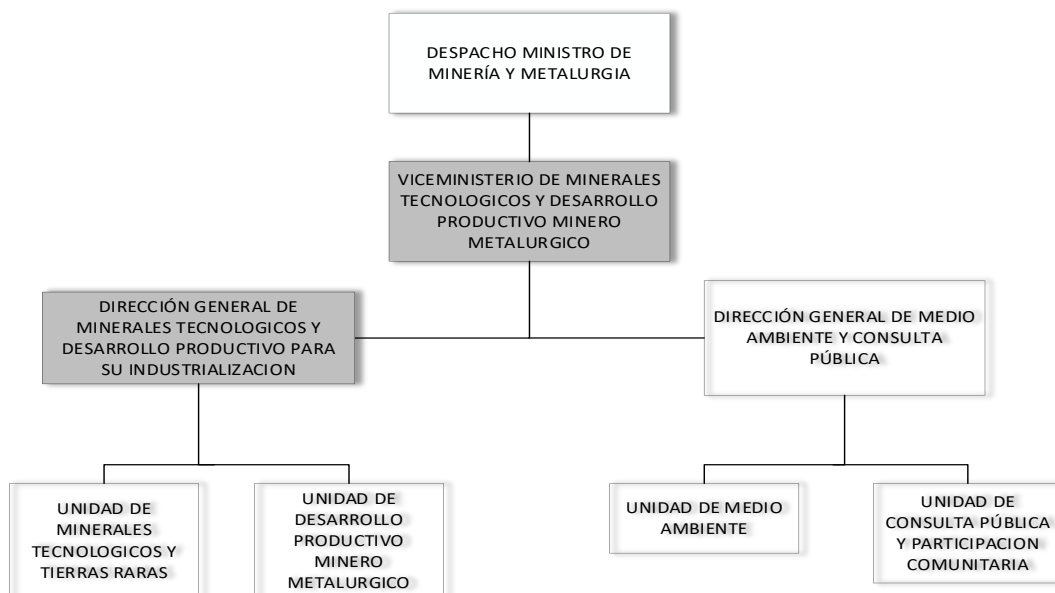 DESPACHO MINISTRO DE
MINERÍA Y METALURGIA
VICEMINISTERIO DE MINERALES
TECNOLOGICOS Y DESARROLLO
PRODUCTIVO MINERO
METALURGICO
DIRECCIÓN GENERAL DE
MINERALES TECNOLOGICOS Y
DESARROLLO PRODUCTIVO PARA
SU INDUSTRIALIZACION
DIRECCIÓN GENERAL DE MEDIO
AMBIENTE Y CONSULTA
PÚBLICA
UNIDAD DE
MINERALES
TECNOLOGICOS Y
TIERRAS RARAS
UNIDAD DE
DESARROLLO
PRODUCTIVO
MINERO
METALURGICO
UNIDAD DE MEDIO
AMBIENTE
UNIDAD DE
CONSULTA PÚBLICA
Y PARTICIPACION
COMUNITARIA